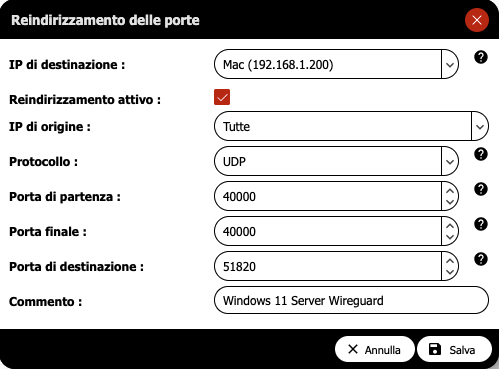 Reindirizzamento delle porte
IP di destinazione : Mac (192.168.1.200)
Reindirizzamento attivo :
IP di origine : Tutte
Protocollo : UDP
Porta di partenza : 40000
Porta finale : 40000
Porta di destinazione : 51820
Commento : Windows 11 Server Wireguard
Annulla Salva